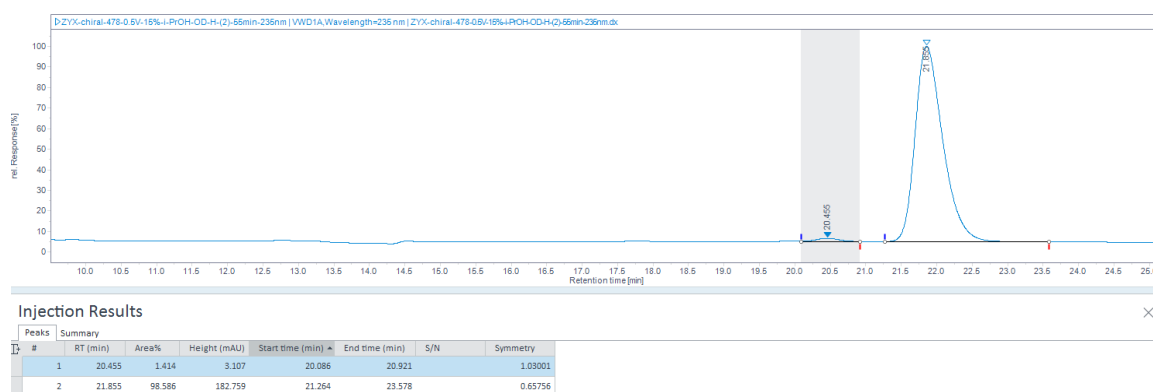 ZYX-chiral-478-0.5V-15%-i-PrOH-OD-H-(2)-55min-235nm | VWD1A,Wavelength=236 nm | ZYX-chiral-478-0.5V-15%-i-PrOH-OD-H-(2)-55min-235nm.dx
rel. Response[%]
100
90
80
70
60
50
40
30
20
10
0
20.455
21.855
10.0 10.5 11.0 11.5 12.0 12.5 13.0 13.5 14.0 14.5 15.0 15.5 16.0 16.5 17.0 17.5 18.0 18.5 19.0 19.5 20.0 20.5 21.0 21.5 22.0 22.5 23.0 23.5 24.0 24.5 25.0
Retention time [min]
Injection Results
Peaks Summary
# RT (min) Area% Height (mAU) Start time (min) End time (min) S/N Symmetry
1 20.455 1.414 3.107 20.086 20.921 1.03001
2 21.855 98.586 182.759 21.264 23.578 0.65756